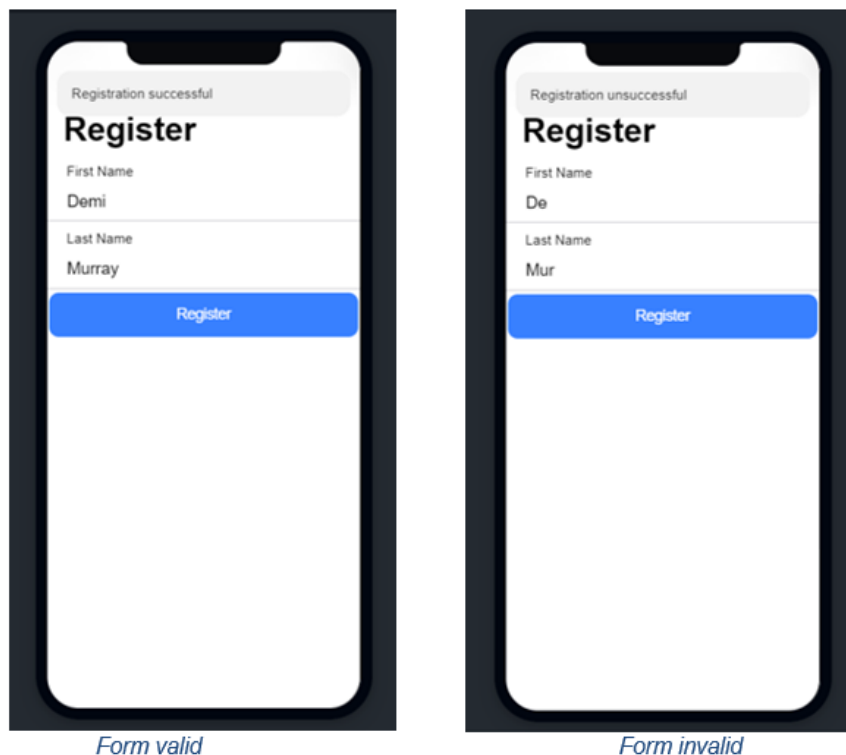 Registration successful
Register
First Name
Demi
Last Name
Murray
Register
Form valid
Registration unsuccessful
Register
First Name
De
Last Name
Mur
Register
Form invalid